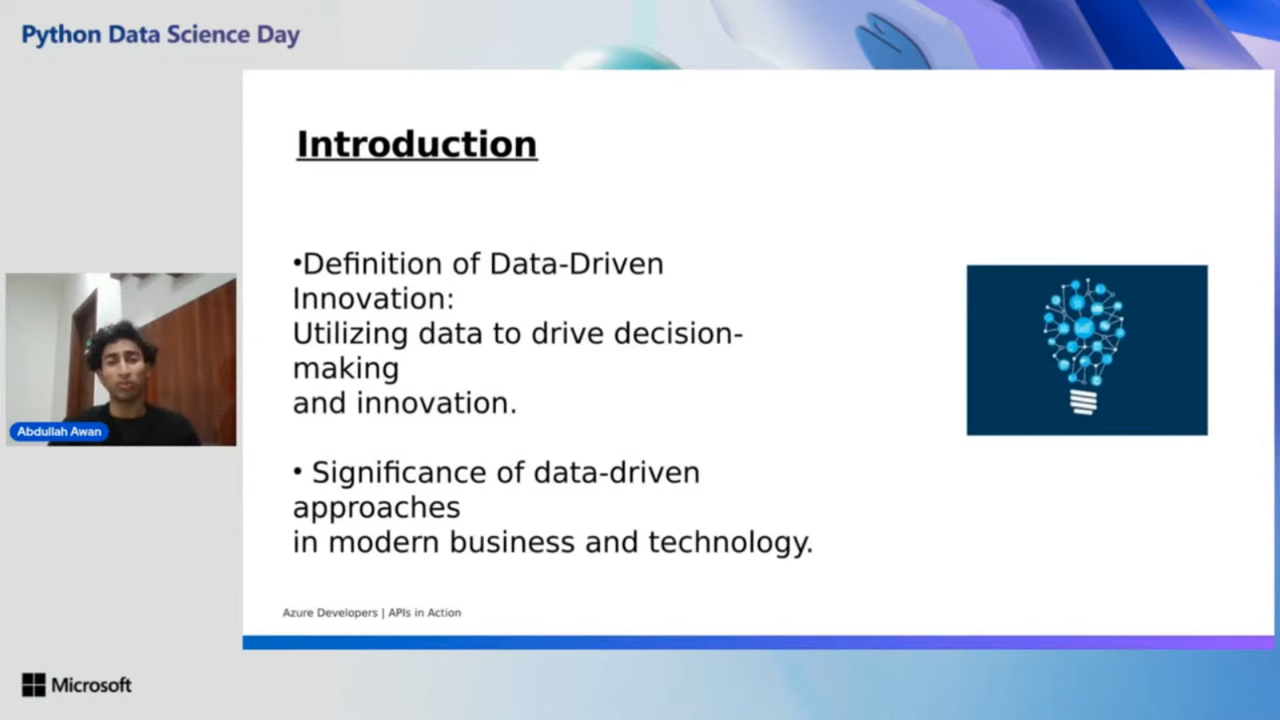 Python Data Science Day
Introduction
•Definition of Data-Driven
Innovation:
Utilizing data to drive decision-
making
and innovation.
• Significance of data-driven
approaches
in modern business and technology.
Abdullah Awan
Azure Developers | APIs in Action
Microsoft